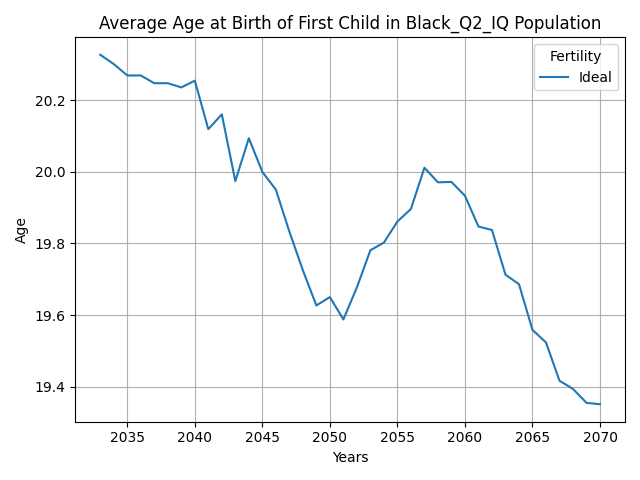 Average Age at Birth of First Child in Black_Q2_IQ Population
Fertility
Ideal
20.2
20.0
19.8
19.6
19.4
Age
2035 2040 2045 2050 2055 2060 2065 2070
Years